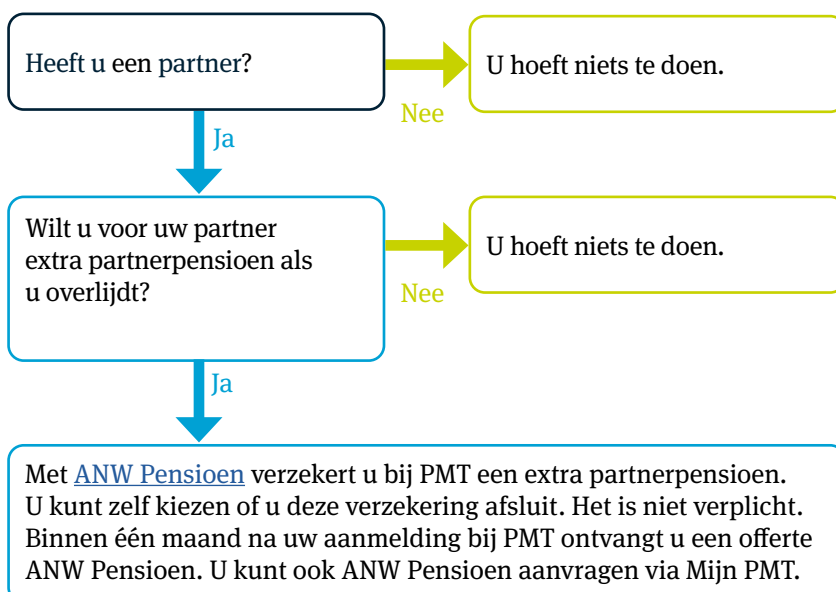 Heeft u een partner?
U hoeft niets te doen.
Nee
Ja
Wilt u voor uw partner
extra partnerpensioen als
u overlijdt?
U hoeft niets te doen.
Nee
Ja
Met ANW Pensioen verzekert u bij PMT een extra partnerpensioen.
U kunt zelf kiezen of u deze verzekering afsluit. Het is niet verplicht.
Binnen één maand na uw aanmelding bij PMT ontvangt u een offerte
ANW Pensioen. U kunt ook ANW Pensioen aanvragen via Mijn PMT.